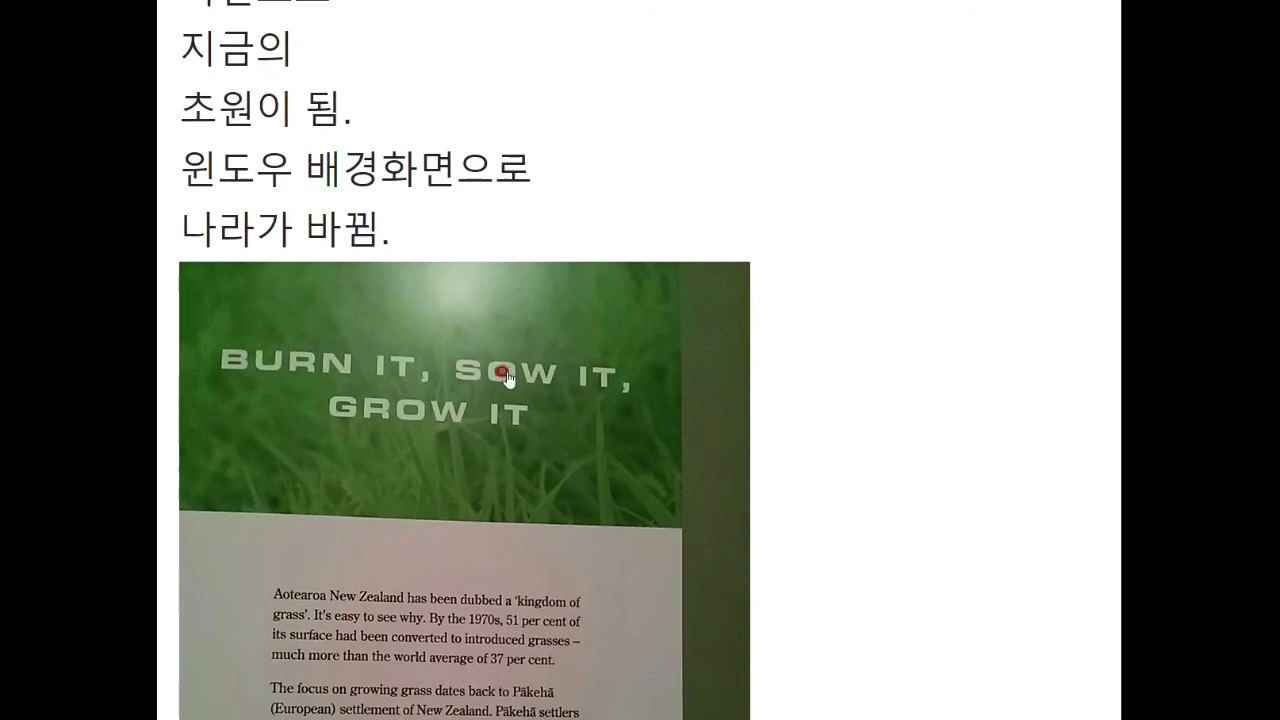 지금의
초원이 됨.
윈도우 배경화면으로
나라가 바뀜.
BURN IT, SOW IT,
GROW IT
Aotearoa New Zealand has been dubbed a 'kingdom of
grass'. It's easy to see why. By the 1970s, 51 per cent of
its surface had been converted to introduced grasses –
much more than the world average of 37 per cent.
The focus on growing grass dates back to Pākehā
(European) settlement of New Zealand. Pākehā settlers